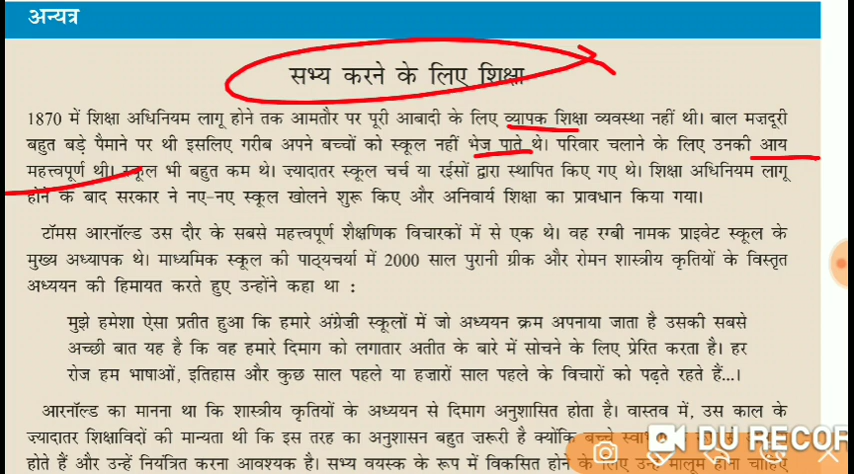 अन्यत्र
सभ्य करने के लिए शिक्षा
1870 में शिक्षा अधिनियम लागू होने तक आमतौर पर पूरी आबादी के लिए व्यापक शिक्षा व्यवस्था नहीं थी। बाल मज़दूरी
बहुत बड़े पैमाने पर थी इसलिए गरीब अपने बच्चों को स्कूल नहीं भेज पाते थे। परिवार चलाने के लिए उनकी आय
महत्त्वपूर्ण थी। स्कूल भी बहुत कम थे। ज़्यादातर स्कूल चर्च या रईसों द्वारा स्थापित किए गए थे। शिक्षा अधिनियम लागू
होने के बाद सरकार ने नए-नए स्कूल खोलने शुरू किए और अनिवार्य शिक्षा का प्रावधान किया गया।
टॉमस आरनॉल्ड उस दौर के सबसे महत्त्वपूर्ण शैक्षणिक विचारकों में से एक थे। वह रग्बी नामक प्राइवेट स्कूल के
मुख्य अध्यापक थे। माध्यमिक स्कूल की पाठ्यचर्या में 2000 साल पुरानी ग्रीक और रोमन शास्त्रीय कृतियों के विस्तृत
अध्ययन की हिमायत करते हुए उन्होंने कहा था :
मुझे हमेशा ऐसा प्रतीत हुआ कि हमारे अंग्रेज़ी स्कूलों में जो अध्ययन क्रम अपनाया जाता है उसकी सबसे
अच्छी बात यह है कि वह हमारे दिमाग को लगातार अतीत के बारे में सोचने के लिए प्रेरित करता है। हर
रोज हम भाषाओं, इतिहास और कुछ साल पहले या हज़ारों साल पहले के विचारों को पढ़ते रहते हैं...।
आरनॉल्ड का मानना था कि शास्त्रीय कृतियों के अध्ययन से दिमाग अनुशासित होता है। वास्तव में, उस काल के
ज़्यादातर शिक्षाविदों की मान्यता थी कि इस तरह का अनुशासन बहुत ज़रूरी है क्योंकि बच्चे
DU RECOR
होते हैं और उन्हें नियंत्रित करना आवश्यक है। सभ्य वयस्क के रूप में विकसित होने के लिए उन्हें मालूम होना चाहिए